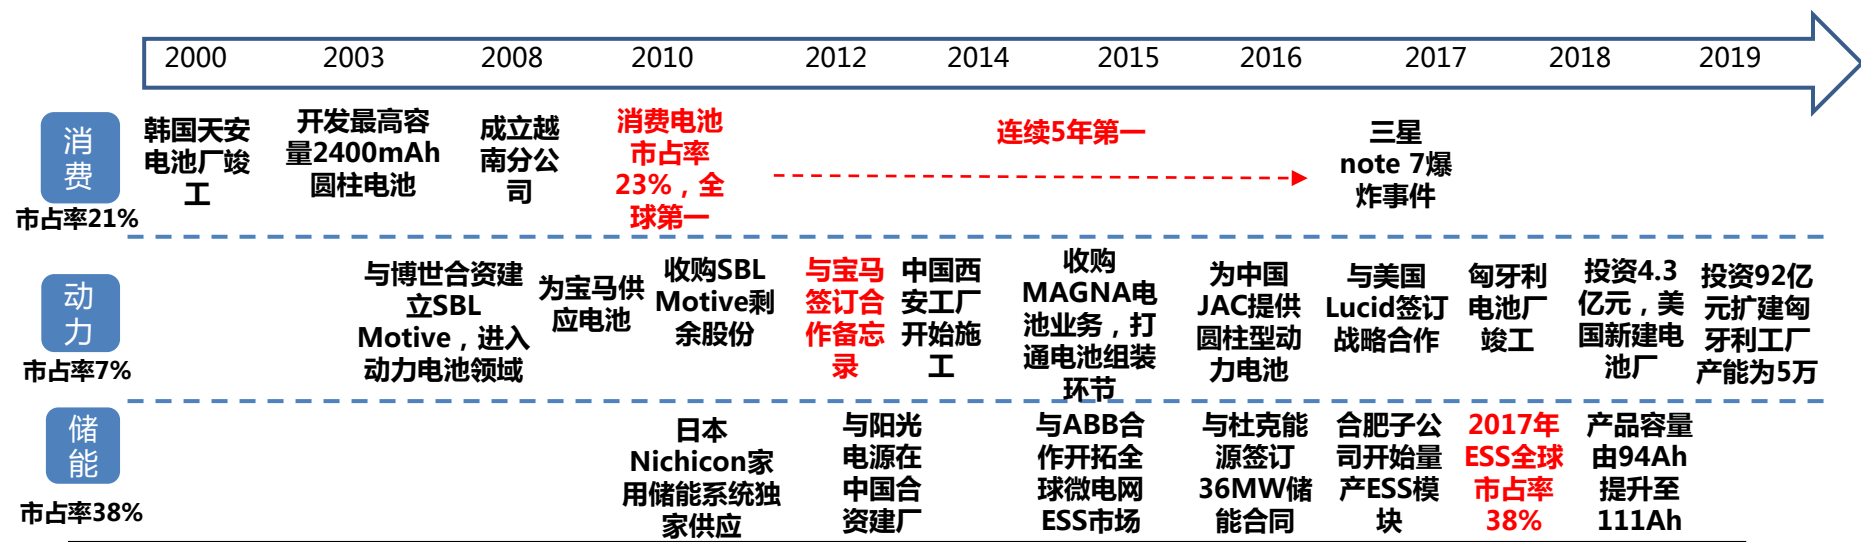 2000 2003 2008 2010 2012 2014 2015 2016 2017 2018 2019
消
费
市占率21%
韩国天安
电池厂竣
工
开发最高容
量2400mAh
圆柱电池
成立越
南分公
司
消费电池
市占率
23%，全
球第一
连续5年第一
三星
note 7爆
炸事件
动
力
市占率7%
与博世合资建
立SBL
Motive，进入
动力电池领域
为宝马供
应电池
收购SBL
Motive剩
余股份
与宝马
签订合
作备忘
录
中国西
安工厂
开始施
工
收购
MAGNA电
池业务，打
通电池组装
环节
为中国
JAC提供
圆柱型动
力电池
与美国
Lucid签订
战略合作
匈牙利
电池厂
竣工
投资4.3
亿元，美
国新建电
池厂
投资92亿
元扩建匈
牙利工厂
产能为5万
储
能
市占率38%
日本
Nichicon家
用储能系统独
家供应
与阳光
电源在
中国合
资建厂
与ABB合
作开拓全
球微电网
ESS市场
与杜克能
源签订
36MW储
能合同
合肥子公
司开始量
产ESS模
块
2017年
ESS全球
市占率
38%
产品容量
由94Ah
提升至
111Ah